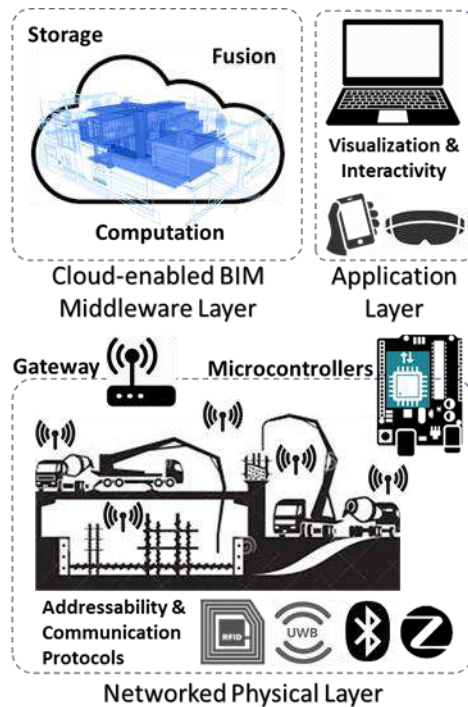 Storage
Fusion
Computation
Cloud-enabled BIM
Middleware Layer
Visualization &
Interactivity
Application
Layer
Gateway
Microcontrollers
Addressability &
Communication
Protocols
RFID
UWB
Networked Physical Layer